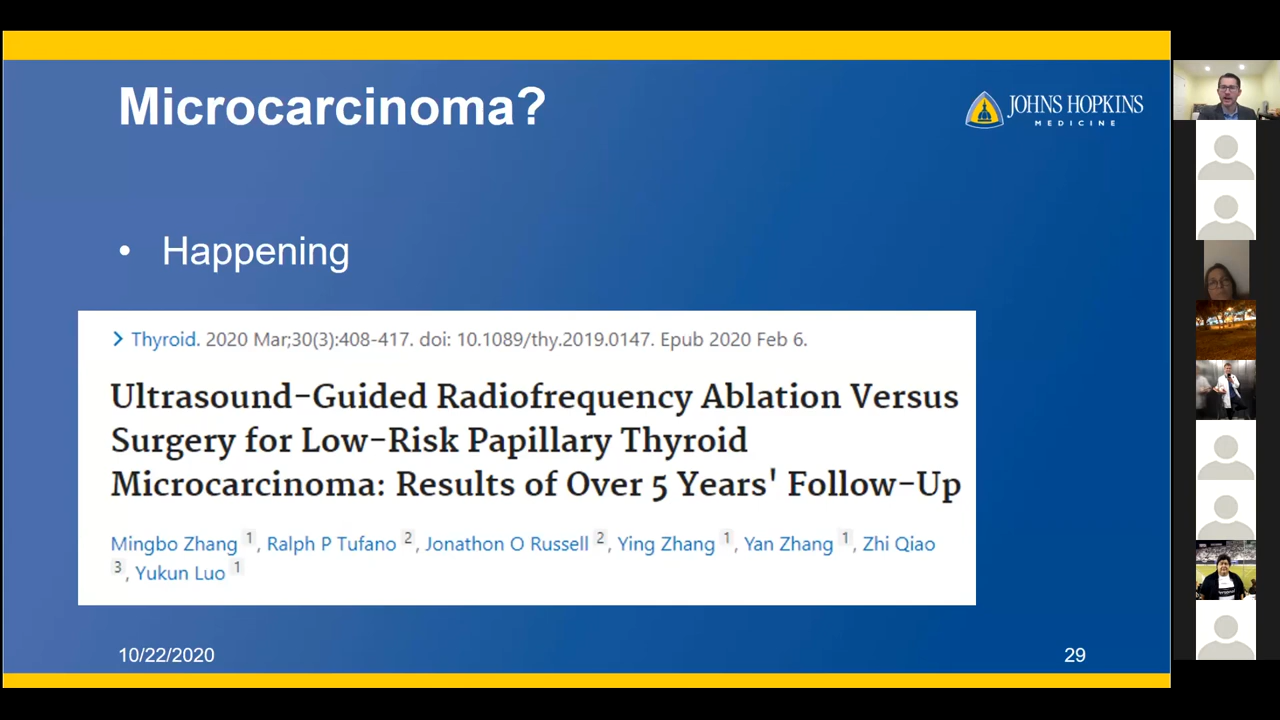 Microcarcinoma?
JOHNS HOPKINS
MEDICINE
• Happening
Thyroid. 2020 Mar;30(3):408-417. doi: 10.1089/thy.2019.0147. Epub 2020 Feb 6.
Ultrasound-Guided Radiofrequency Ablation Versus
Surgery for Low-Risk Papillary Thyroid
Microcarcinoma: Results of Over 5 Years' Follow-Up
Mingbo Zhang 1, Ralph P Tufano 2, Jonathon O Russell 2, Ying Zhang 1, Yan Zhang 1, Zhi Qiao
3, Yukun Luo 1
10/22/2020
29